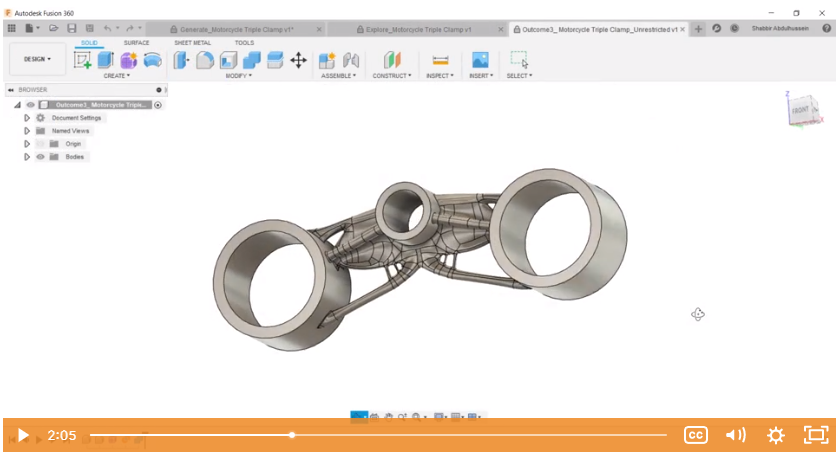 Autodesk Fusion 360
Generate_Motorcycle Triple Clamp v1*
Explore_Motorcycle Triple Clamp v1
Outcome3_ Motorcycle Triple Clamp_Unrestricted v1
Shabbir Abdulhussein
SOLID
SURFACE
SHEET METAL
TOOLS
DESIGN
CREATE
MODIFY
ASSEMBLE
CONSTRUCT
INSPECT
INSERT
SELECT
BROWSER
Outcome3_ Motorcycle Triple...
Document Settings
Named Views
Origin
Bodies
Z
FRONT
X
2:05
CC